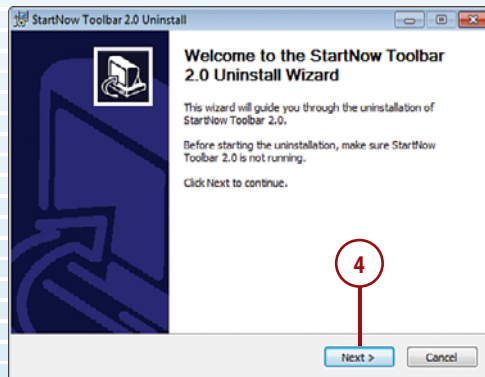 StartNow Toolbar 2.0 Uninstall
Welcome to the StartNow Toolbar
2.0 Uninstall Wizard
This wizard will guide you through the uninstallation of
StartNow Toolbar 2.0.
Before starting the uninstallation, make sure StartNow
Toolbar 2.0 is not running.
Click Next to continue.
4
Next >
Cancel